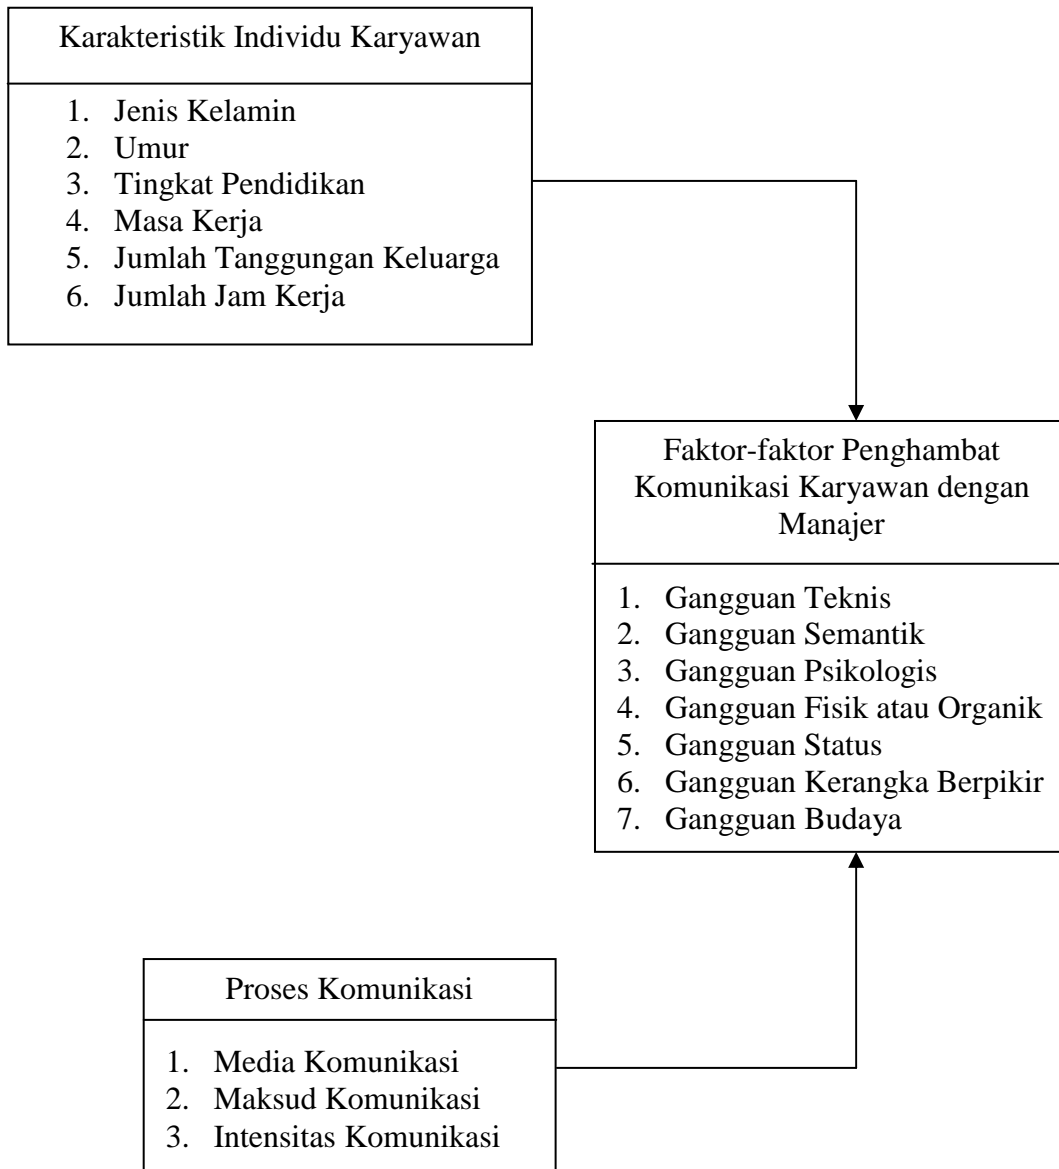 Karakteristik Individu Karyawan
1. Jenis Kelamin
2. Umur
3. Tingkat Pendidikan
4. Masa Kerja
5. Jumlah Tanggungan Keluarga
6. Jumlah Jam Kerja
Faktor-faktor Penghambat
Komunikasi Karyawan dengan
Manajer
1. Gangguan Teknis
2. Gangguan Semantik
3. Gangguan Psikologis
4. Gangguan Fisik atau Organik
5. Gangguan Status
6. Gangguan Kerangka Berpikir
7. Gangguan Budaya
Proses Komunikasi
1. Media Komunikasi
2. Maksud Komunikasi
3. Intensitas Komunikasi